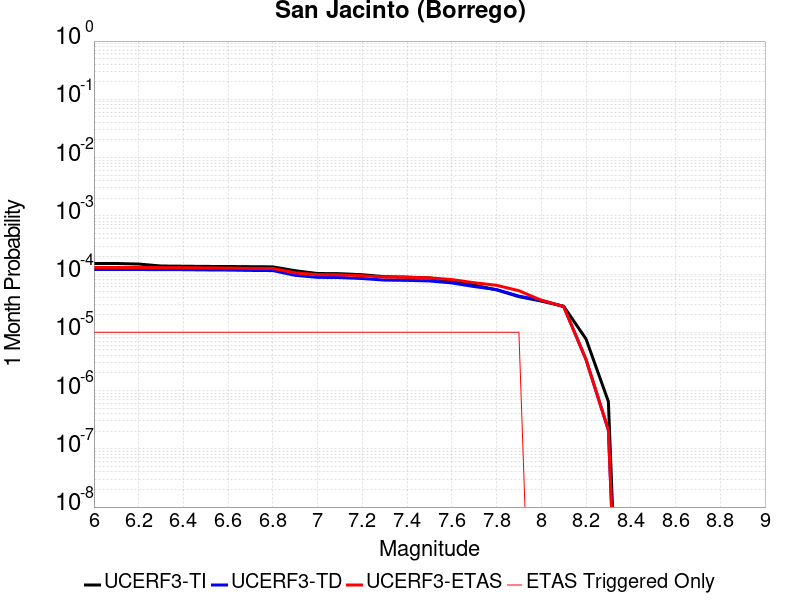 San Jacinto (Borrego)
10 0
10 -1
10 -2
10 -3
10 -4
10 -5
10 -6
10 -7
10 -8
1 Month Probability
6 6.2 6.4 6.6 6.8 7 7.2 7.4 7.6 7.8 8 8.2 8.4 8.6 8.8 9
Magnitude
UCERF3-TI UCERF3-TD UCERF3-ETAS ETAS Triggered Only